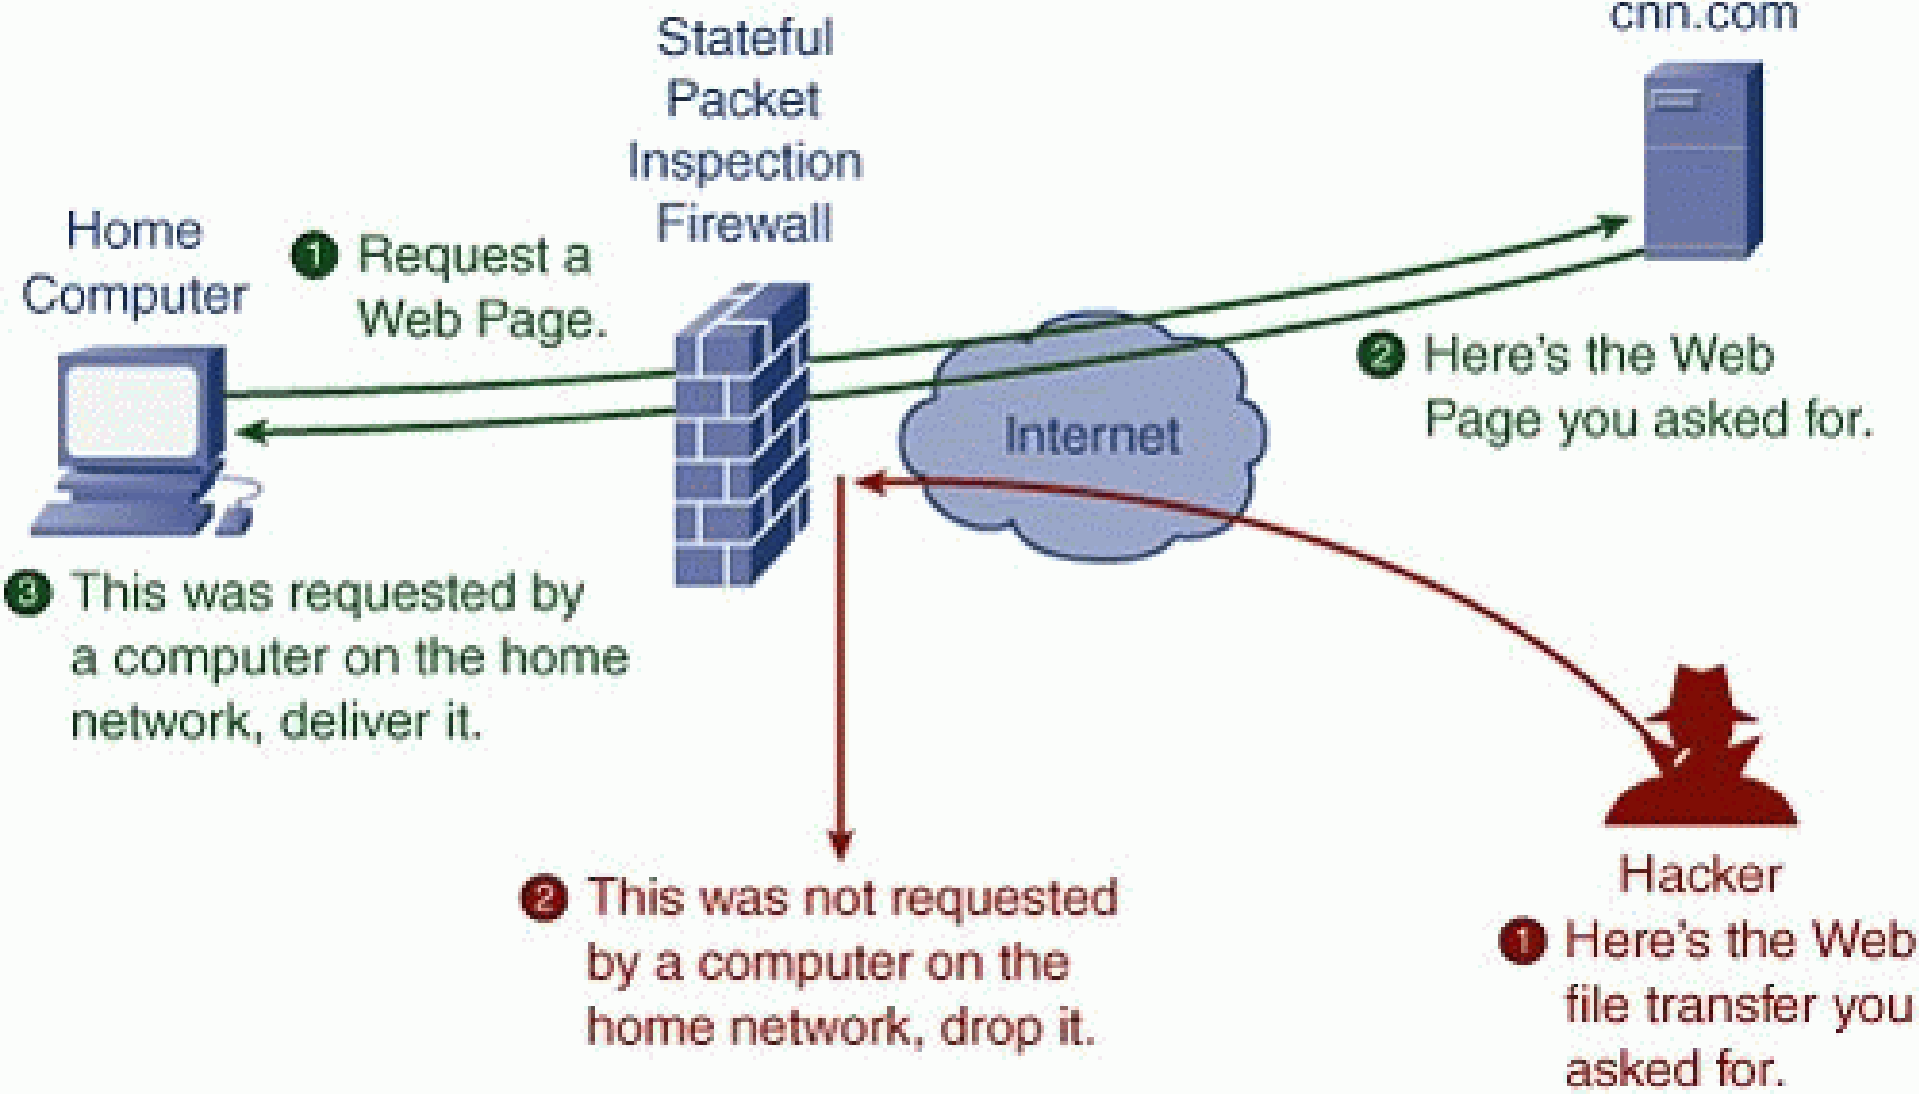 cnn.com
Stateful
Packet
Inspection
Firewall
Home
Computer
1 Request a
Web Page.
2 Here's the Web
Page you asked for.
Internet
3 This was requested by
a computer on the home
network, deliver it.
Hacker
1 Here's the Web
file transfer you
asked for.
2 This was not requested
by a computer on the
home network, drop it.